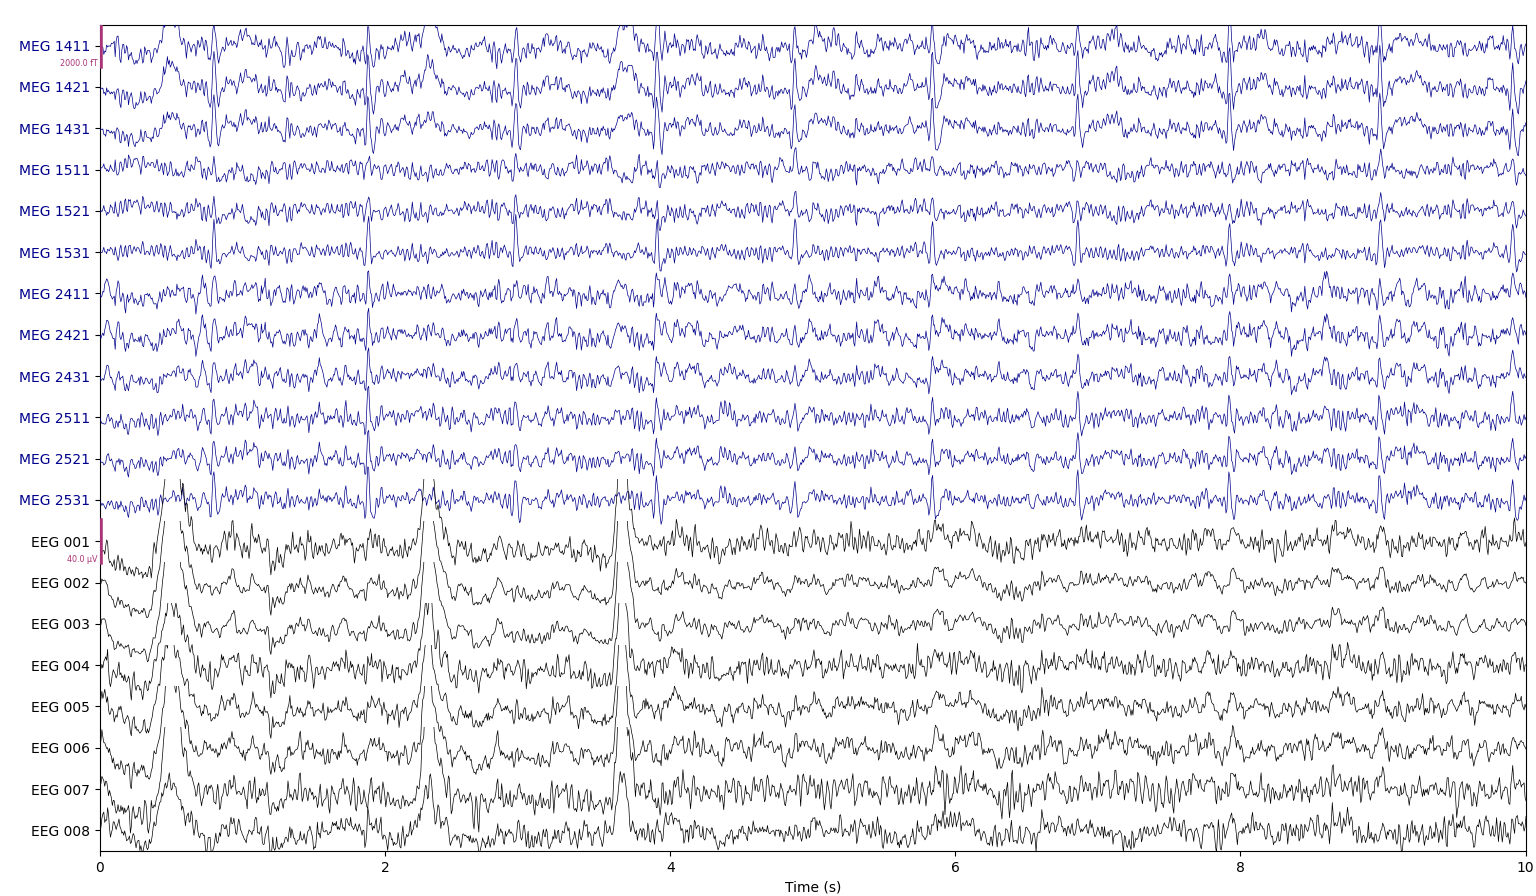 MEG 1411
2000.0 fT
MEG 1421
MEG 1431
MEG 1511
MEG 1521
MEG 1531
MEG 2411
MEG 2421
MEG 2431
MEG 2511
MEG 2521
MEG 2531
EEG 001
40.0 µV
EEG 002
EEG 003
EEG 004
EEG 005
EEG 006
EEG 007
EEG 008
0 2 4 6 8 10
Time (s)